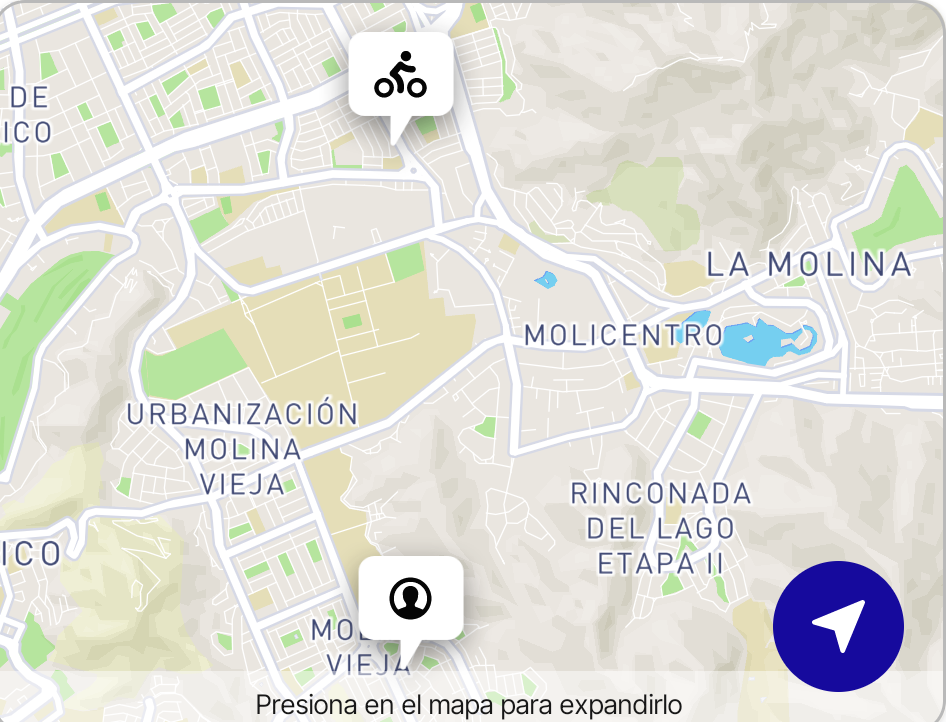 DE
ICO
LA MOLINA
MOLICENTRO
URBANIZACIÓN
MOLINA
VIEJA
RINCONADA
DEL LAGO
ETAPA II
ICO
VIEJA
Presiona en el mapa para expandirlo